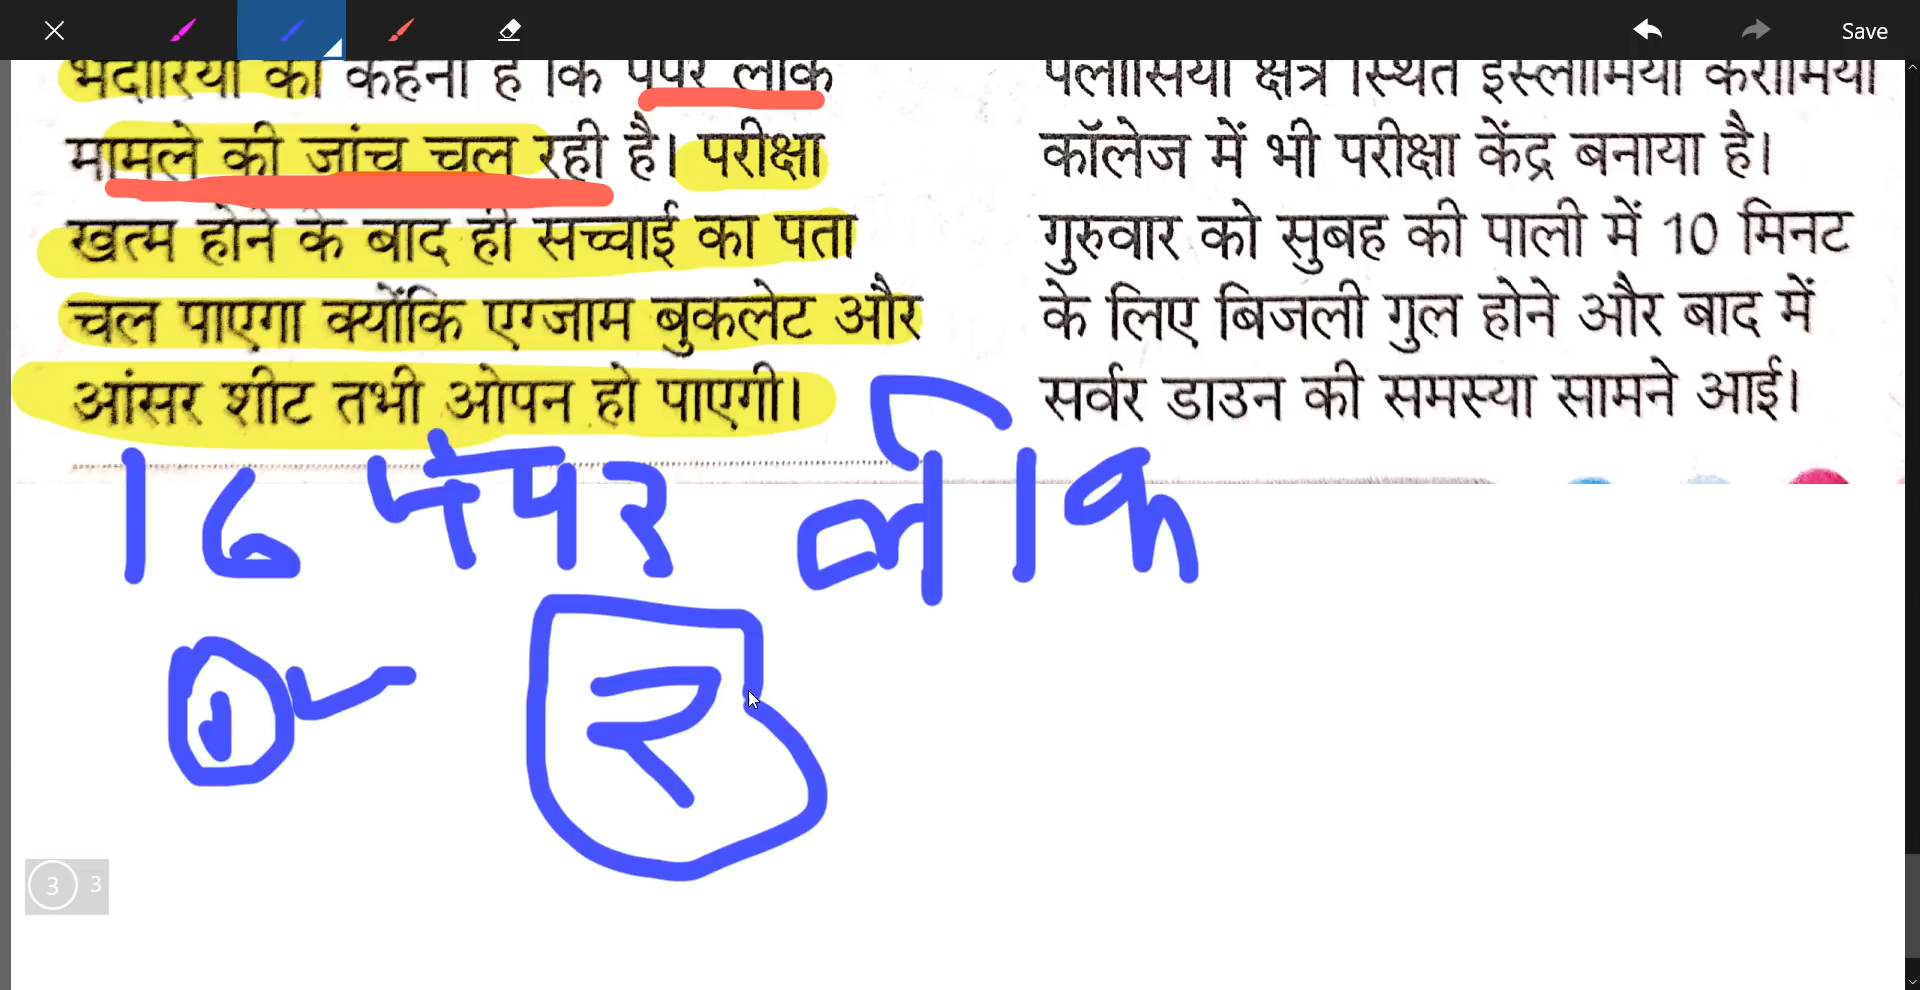 Save
भदौरिया का कहना है कि पेपर लीक
मामले की जांच चल रही है। परीक्षा
खत्म होने के बाद ही सच्चाई का पता
चल पाएगा क्योंकि एग्जाम बुकलेट और
आंसर शीट तभी ओपन हो पाएगी।
पलासिया क्षेत्र स्थित इस्लामिया करीमिया
कॉलेज में भी परीक्षा केंद्र बनाया है।
गुरुवार को सुबह की पाली में 10 मिनट
के लिए बिजली गुल होने और बाद में
सर्वर डाउन की समस्या सामने आई।
16 पेपर लीक
1 २
3 3